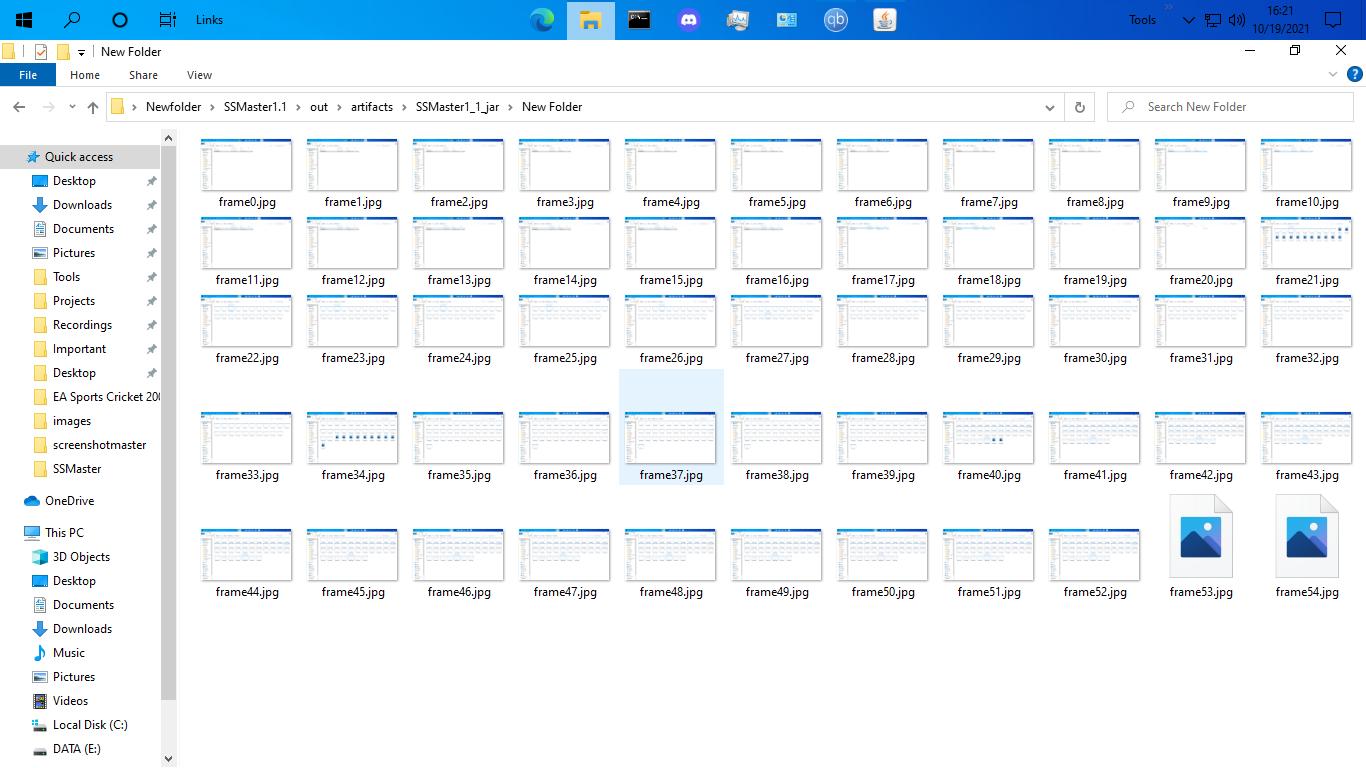 Links
Tools
16:21
10/19/2021
New Folder
File Home Share View
Newfolder SSMaster1.1 out artifacts SSMaster1_1_jar New Folder
Search New Folder
Quick access
Desktop
Downloads
Documents
Pictures
Tools
Projects
Recordings
Important
Desktop
EA Sports Cricket 200
images
screenshotmaster
SSMaster
OneDrive
This PC
3D Objects
Desktop
Documents
Downloads
Music
Pictures
Videos
Local Disk (C:)
DATA (E:)
frame0.jpg frame1.jpg frame2.jpg frame3.jpg frame4.jpg frame5.jpg frame6.jpg frame7.jpg frame8.jpg frame9.jpg frame10.jpg
frame11.jpg frame12.jpg frame13.jpg frame14.jpg frame15.jpg frame16.jpg frame17.jpg frame18.jpg frame19.jpg frame20.jpg frame21.jpg
frame22.jpg frame23.jpg frame24.jpg frame25.jpg frame26.jpg frame27.jpg frame28.jpg frame29.jpg frame30.jpg frame31.jpg frame32.jpg
frame33.jpg frame34.jpg frame35.jpg frame36.jpg frame37.jpg frame38.jpg frame39.jpg frame40.jpg frame41.jpg frame42.jpg frame43.jpg
frame44.jpg frame45.jpg frame46.jpg frame47.jpg frame48.jpg frame49.jpg frame50.jpg frame51.jpg frame52.jpg frame53.jpg frame54.jpg